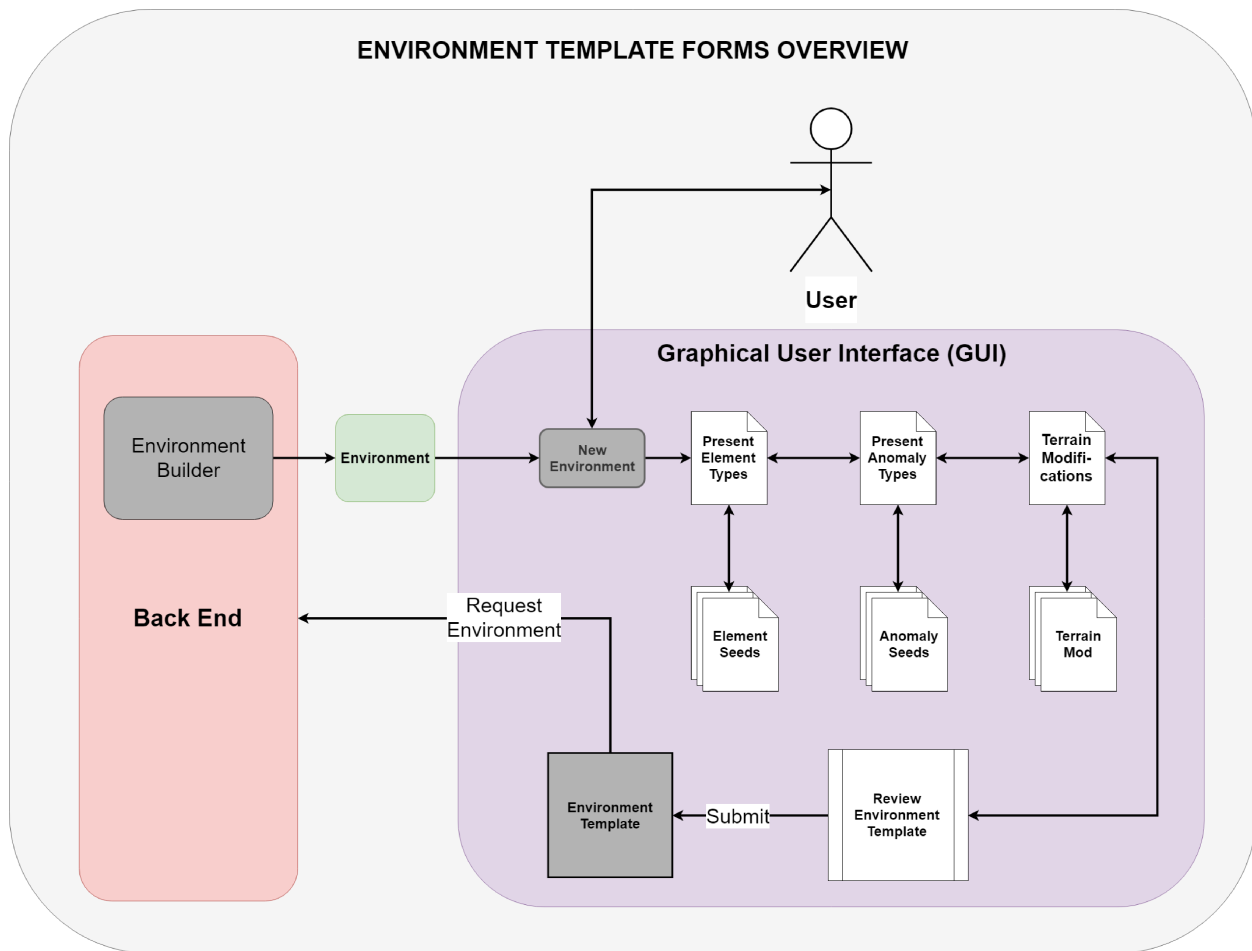 ENVIRONMENT TEMPLATE FORMS OVERVIEW
User
Graphical User Interface (GUI)
Environment
Builder
Environment
New
Environment
Present
Element
Types
Present
Anomaly
Types
Terrain
Modifi-
cations
Back End
Request
Environment
Element
Seeds
Anomaly
Seeds
Terrain
Mod
Environment
Template
Submit
Review
Environment
Template